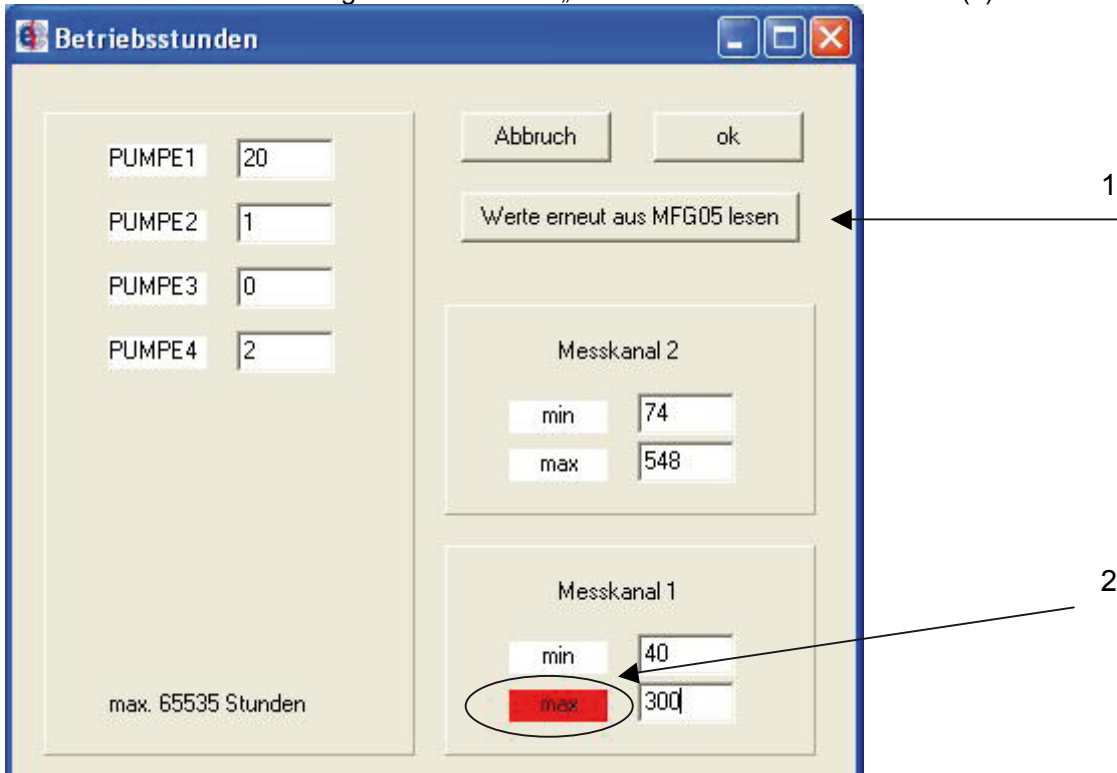 Betriebsstunden
PUMPE1 20
PUMPE2 1
PUMPE3 0
PUMPE4 2
max. 65535 Stunden
Abbruch ok
Werte erneut aus MFG05 lesen
1
Messkanal 2
min 74
max 548
Messkanal 1
2
min 40
max 300